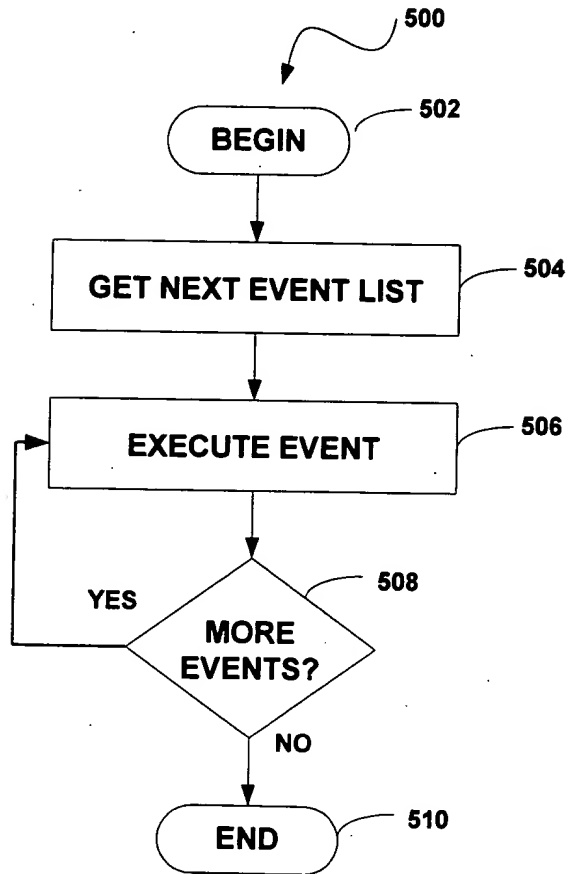 500
BEGIN
502
GET NEXT EVENT LIST
504
EXECUTE EVENT
506
508
YES
MORE
EVENTS?
NO
END
510